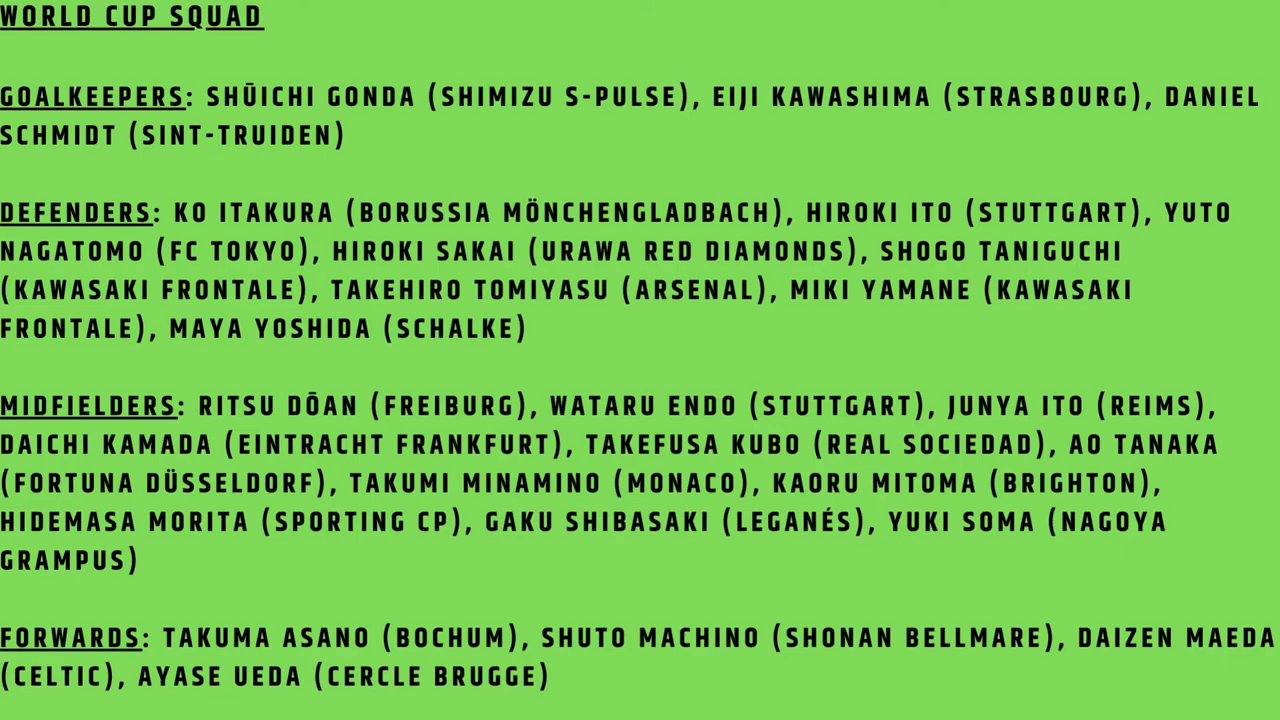 WORLD CUP SQUAD
GOALKEEPERS: SHŪICHI GONDA (SHIMIZU S-PULSE), EIJI KAWASHIMA (STRASBOURG), DANIEL
SCHMIDT (SINT-TRUIDEN)
DEFENDERS: KO ITAKURA (BORUSSIA MÖNCHENGLADBACH), HIROKI ITO (STUTTGART), YUTO
NAGATOMO (FC TOKYO), HIROKI SAKAI (URAWA RED DIAMONDS), SHOGO TANIGUCHI
(KAWASAKI FRONTALE), TAKEHIRO TOMIYASU (ARSENAL), MIKI YAMANE (KAWASAKI
FRONTALE), MAYA YOSHIDA (SCHALKE)
MIDFIELDERS: RITSU DŌAN (FREIBURG), WATARU ENDO (STUTTGART), JUNYA ITO (REIMS),
DAICHI KAMADA (EINTRACHT FRANKFURT), TAKEFUSA KUBO (REAL SOCIEDAD), AO TANAKA
(FORTUNA DÜSSELDORF), TAKUMI MINAMINO (MONACO), KAORU MITOMA (BRIGHTON),
HIDEMASA MORITA (SPORTING CP), GAKU SHIBASAKI (LEGANÉS), YUKI SOMA (NAGOYA
GRAMPUS)
FORWARDS: TAKUMA ASANO (BOCHUM), SHUTO MACHINO (SHONAN BELLMARE), DAIZEN MAEDA
(CELTIC), AYASE UEDA (CERCLE BRUGGE)